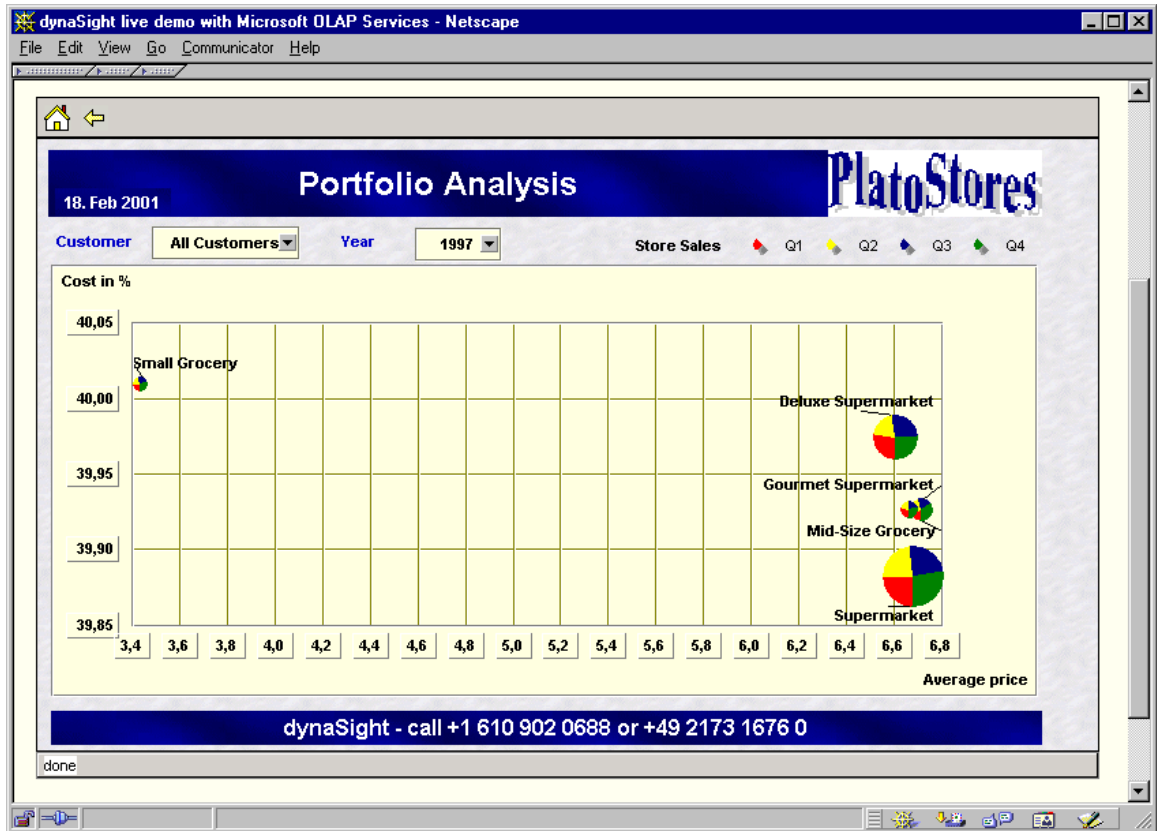 dynaSight live demo with Microsoft OLAP Services - Netscape
File Edit View Go Communicator Help
Portfolio Analysis
PlatoStores
18. Feb 2001
Customer All Customers Year 1997 Store Sales Q1 Q2 Q3 Q4
Cost in %
40,05
Small Grocery
40,00
Deluxe Supermarket
39,95
Gourmet Supermarket
Mid-Size Grocery
39,90
Supermarket
39,85
3,4 3,6 3,8 4,0 4,2 4,4 4,6 4,8 5,0 5,2 5,4 5,6 5,8 6,0 6,2 6,4 6,6 6,8
Average price
dynaSight - call +1 610 902 0688 or +49 2173 1676 0
done